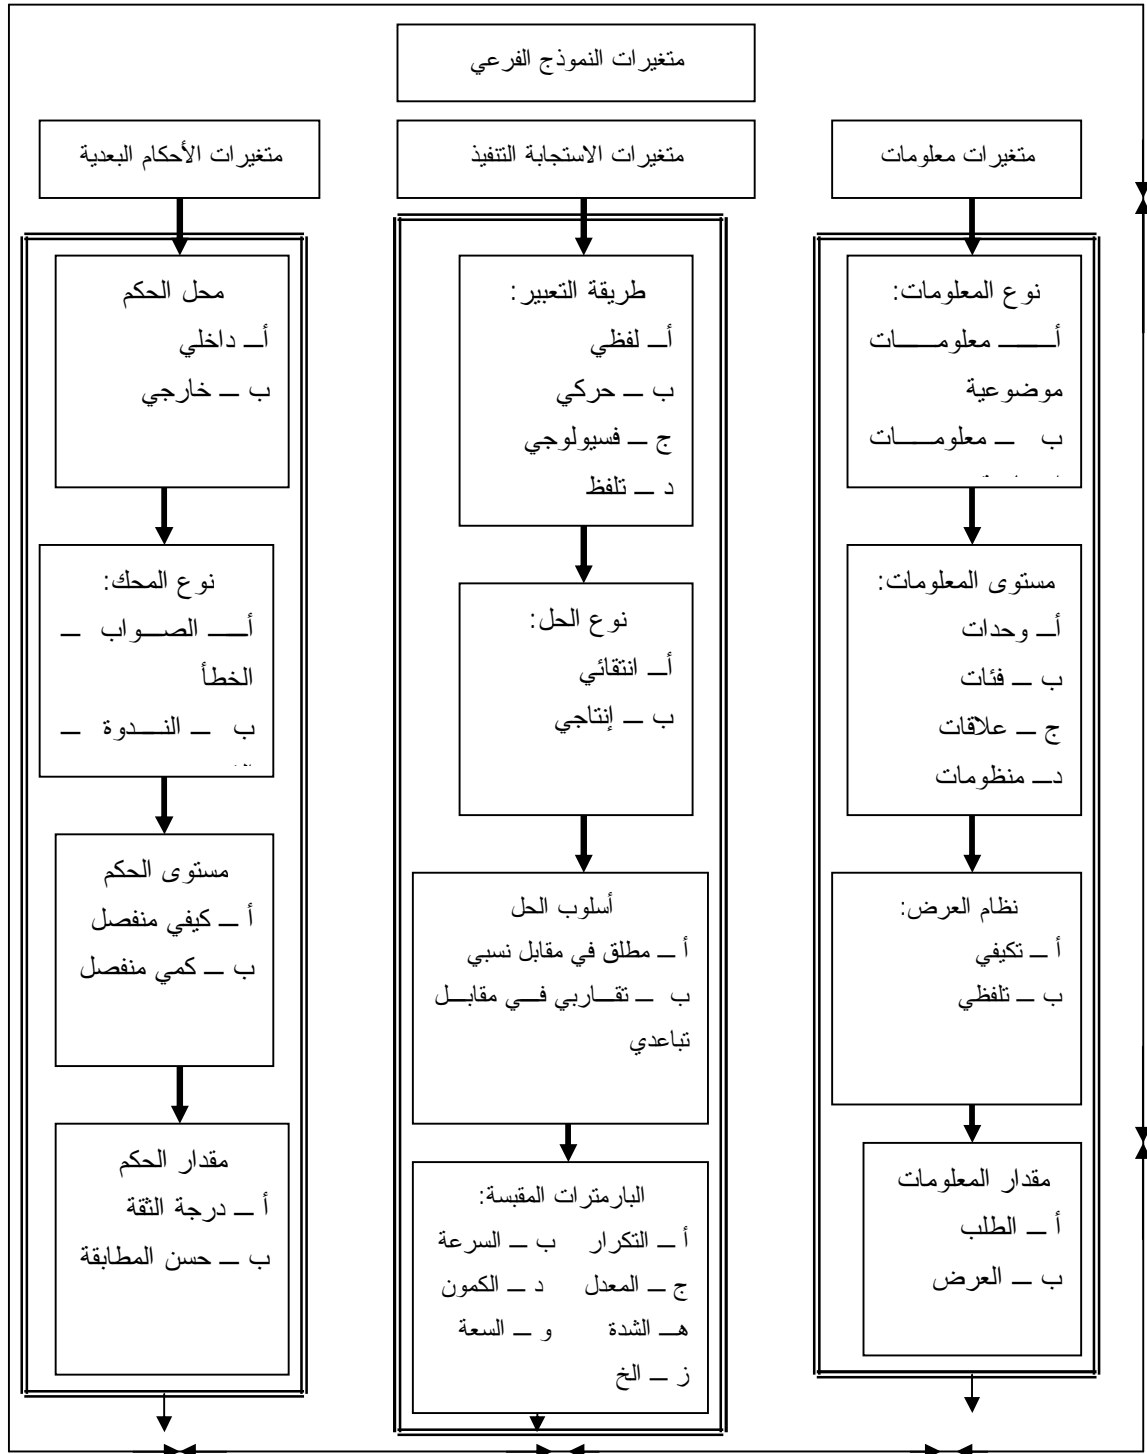 متغيرات النموذج الفرعي
متغيرات معلومات
متغيرات الاستجابة التنفيذ
متغيرات الأحكام البعدية
نوع المعلومات:
أ ـ معلومات
موضوعية
ب ـ معلومات
مستوى المعلومات:
أ ـ وحدات
ب ـ فئات
ج ـ علاقات
د ـ منظومات
نظام العرض:
أ ـ تكيفي
ب ـ تلفظي
مقدار المعلومات
أ ـ الطلب
ب ـ العرض
طريقة التعبير:
أ ـ لفظي
ب ـ حركي
ج ـ فسيولوجي
د ـ تلفظ
نوع الحل:
أ ـ انتقائي
ب ـ إنتاجي
أسلوب الحل
أ ـ مطلق في مقابل نسبي
ب ـ تقاربي في مقابل
تباعدي
البارمترات المقبسة:
أ ـ التكرار ب ـ السرعة
ج ـ المعدل د ـ الكمون
هـ ـ الشدة و ـ السعة
ز ـ الخ
محل الحكم
أ ـ داخلي
ب ـ خارجي
نوع المحك:
أ ـ الصواب ـ
الخطأ
ب ـ الندوة ـ
مستوى الحكم
أ ـ كيفي منفصل
ب ـ كمي منفصل
مقدار الحكم
أ ـ درجة الثقة
ب ـ حسن المطابقة